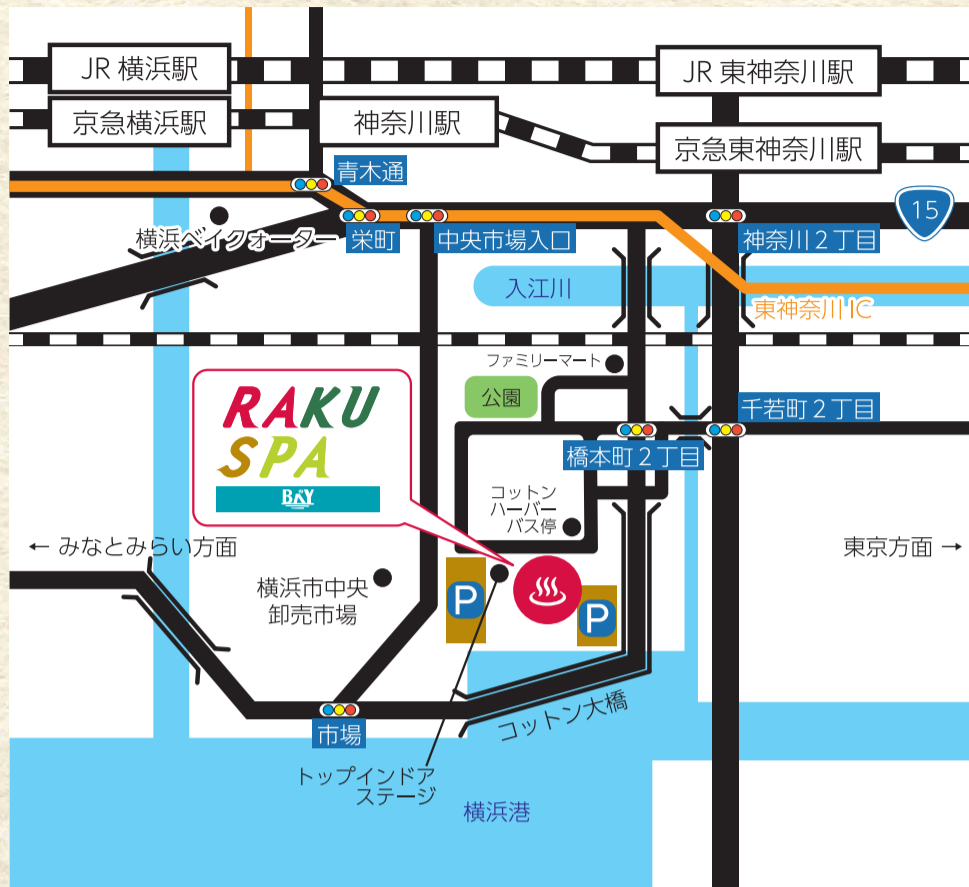 JR 横浜駅
JR 東神奈川駅
京急横浜駅
神奈川駅
京急東神奈川駅
青木通
15
横浜ベイクォーター
栄町
中央市場入口
神奈川２丁目
入江川
東神奈川 IC
ファミリーマート
公園
千若町２丁目
RAKU
SPA
BAY
橋本町２丁目
コットン
ハーバー
バス停
← みなとみらい方面
東京方面 →
横浜市中央
卸売市場
P
P
コットン大橋
市場
トップインドア
ステージ
横浜港